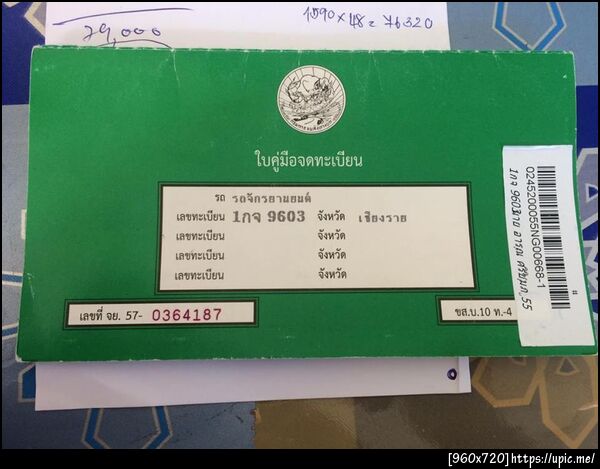 79,000
1590 x 48 = 76320
ใบคู่มือจดทะเบียน
รถ รถจักรยานยนต์
เลขทะเบียน 1กจ 9603 จังหวัด เชียงราย
เลขทะเบียน จังหวัด
เลขทะเบียน จังหวัด
เลขทะเบียน จังหวัด
เลขที่ จย. 57- 0364187
ขส.บ.10 ท.-4
0245200055NG00668-1
1กจ 9603
55
[960x720]https://upic.me/